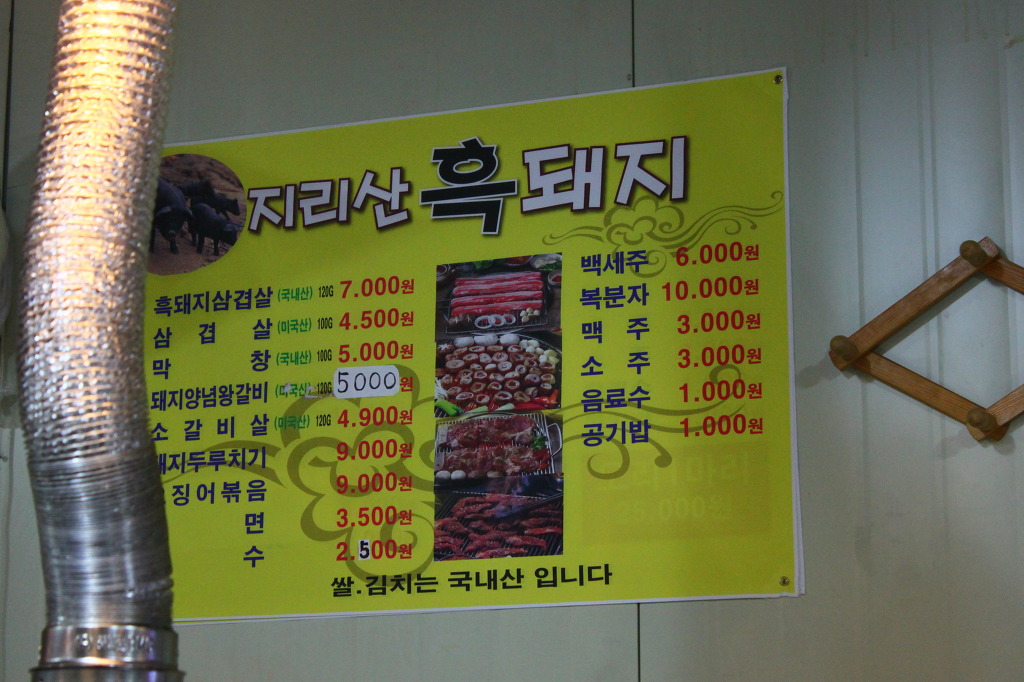 지리산 흑돼지
흑돼지삼겹살 (국내산) 120G 7.000원
삼 겹 살 (미국산) 100G 4.500원
막 창 (국내산) 100G 5.000원
돼지양념왕갈비 (미국산) 120G 5000원
소 갈 비 살 (미국산) 120G 4.900원
돼지두루치기 9.000원
징어볶음 9.000원
면 3.500원
수 2.500원
백세주 6.000원
복분자 10.000원
맥 주 3.000원
소 주 3.000원
음료수 1.000원
공기밥 1.000원
쌀.김치는 국내산 입니다